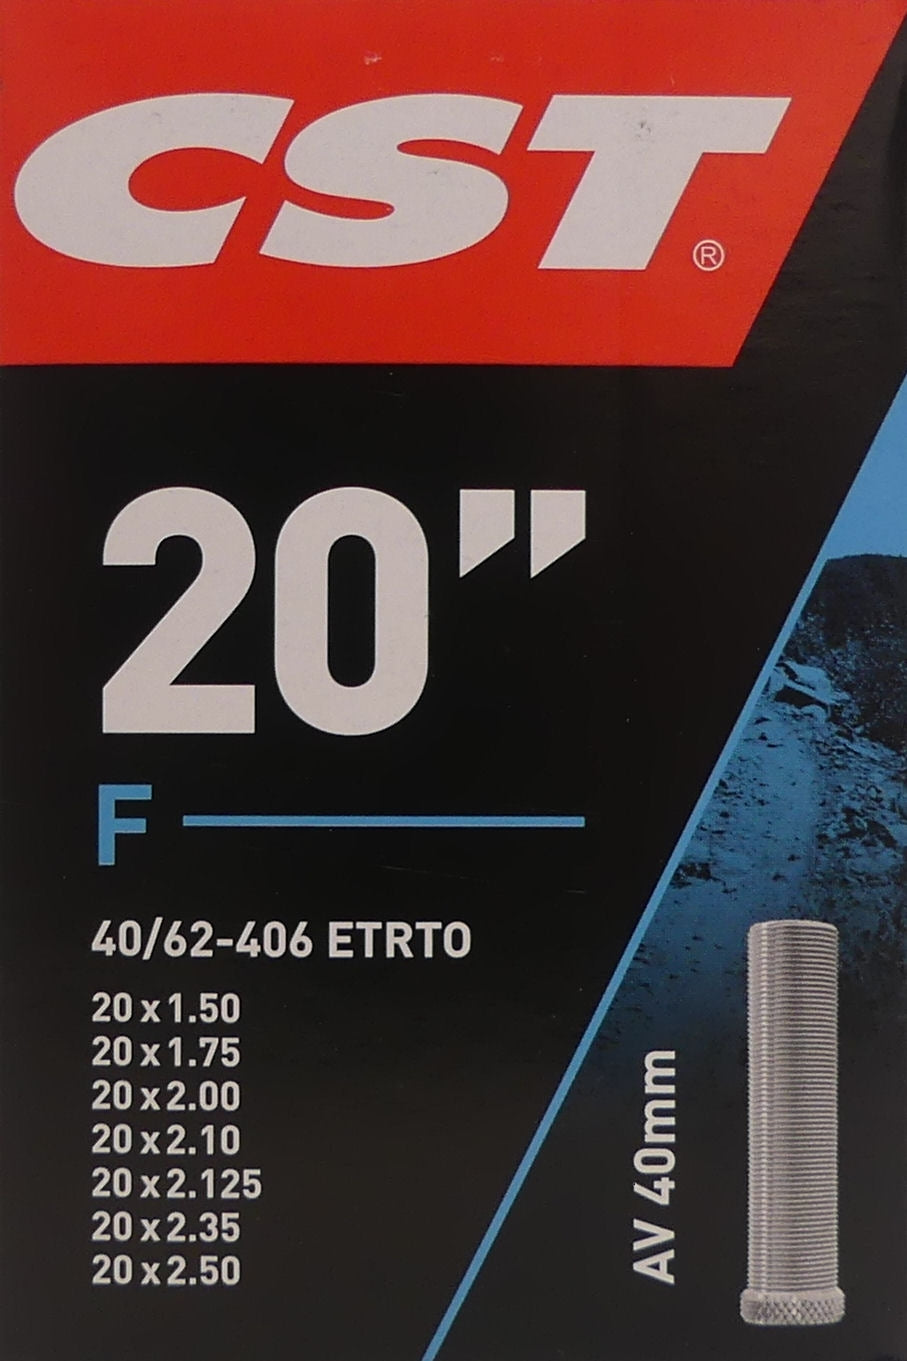 CST®
20”
F
40/62-406 ETRTO
20 x 1.50
20 x 1.75
20 x 2.00
20 x 2.10
20 x 2.125
20 x 2.35
20 x 2.50
AV 40mm